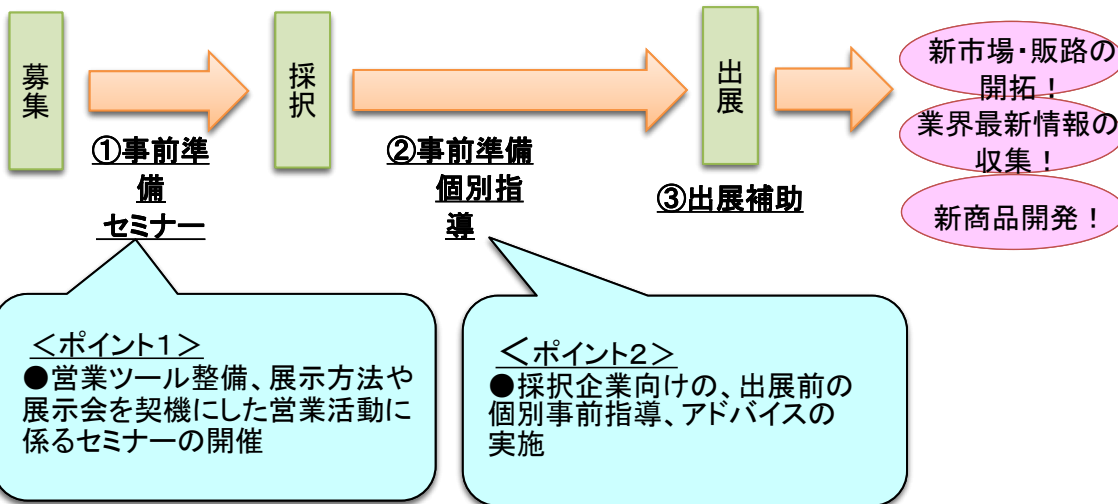 募集
採択
出展
①事前準
備
セミナー
②事前準備
個別指
導
③出展補助
新市場・販路の
開拓！
業界最新情報の
収集！
新商品開発！
＜ポイント１＞
●営業ツール整備、展示方法や
展示会を契機にした営業活動に
係るセミナーの開催
＜ポイント２＞
●採択企業向けの、出展前の
個別事前指導、アドバイスの
実施